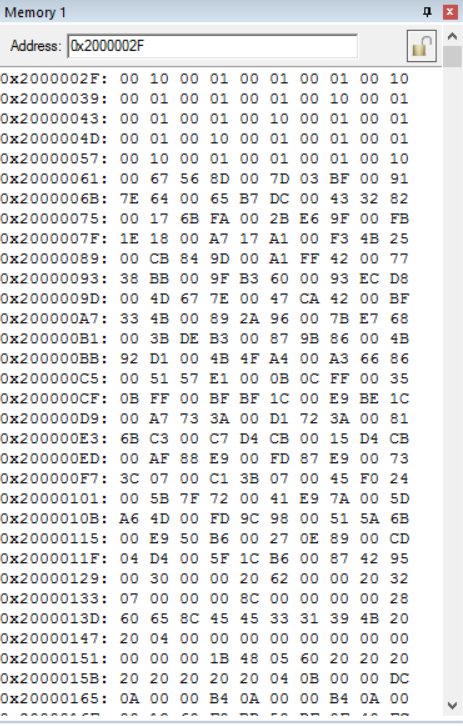 Memory 1
Address: 0x2000002F
0x2000002F: 00 10 00 01 00 01 00 01 00 10
0x20000039: 00 01 00 01 00 01 00 10 00 01
0x20000043: 00 01 00 01 00 10 00 01 00 01
0x2000004D: 00 01 00 10 00 01 00 01 00 01
0x20000057: 00 10 00 01 00 01 00 01 00 10
0x20000061: 00 67 56 8D 00 7D 03 BF 00 91
0x2000006B: 7E 64 00 65 B7 DC 00 43 32 82
0x20000075: 00 17 6B FA 00 2B E6 9F 00 FB
0x2000007F: 1E 18 00 A7 17 A1 00 F3 4B 25
0x20000089: 00 CB 84 9D 00 A1 FF 42 00 77
0x20000093: 38 BB 00 9F B3 60 00 93 EC D8
0x2000009D: 00 4D 67 7E 00 47 CA 42 00 BF
0x200000A7: 33 4B 00 89 2A 96 00 7B E7 68
0x200000B1: 00 3B DE B3 00 87 9B 86 00 4B
0x200000BB: 92 D1 00 4B 4F A4 00 A3 66 86
0x200000C5: 00 51 57 E1 00 0B 0C FF 00 35
0x200000CF: 0B FF 00 BF BF 1C 00 E9 BE 1C
0x200000D9: 00 A7 73 3A 00 D1 72 3A 00 81
0x200000E3: 6B C3 00 C7 D4 CB 00 15 D4 CB
0x200000ED: 00 AF 88 E9 00 FD 87 E9 00 73
0x200000F7: 3C 07 00 C1 3B 07 00 45 F0 24
0x20000101: 00 5B 7F 72 00 41 E9 7A 00 5D
0x2000010B: A6 4D 00 FD 9C 98 00 51 5A 6B
0x20000115: 00 E9 50 B6 00 27 0E 89 00 CD
0x2000011F: 04 D4 00 5F 1C B6 00 87 42 95
0x20000129: 00 30 00 00 20 62 00 00 20 32
0x20000133: 07 00 00 00 8C 00 00 00 00 28
0x2000013D: 60 65 8C 45 45 33 31 39 4B 20
0x20000147: 20 04 00 00 00 00 00 00 00 00
0x20000151: 00 00 00 1B 48 05 60 20 20 20
0x2000015B: 20 20 20 20 20 04 0B 00 00 DC
0x20000165: 0A 00 00 B4 0A 00 00 B4 0A 00